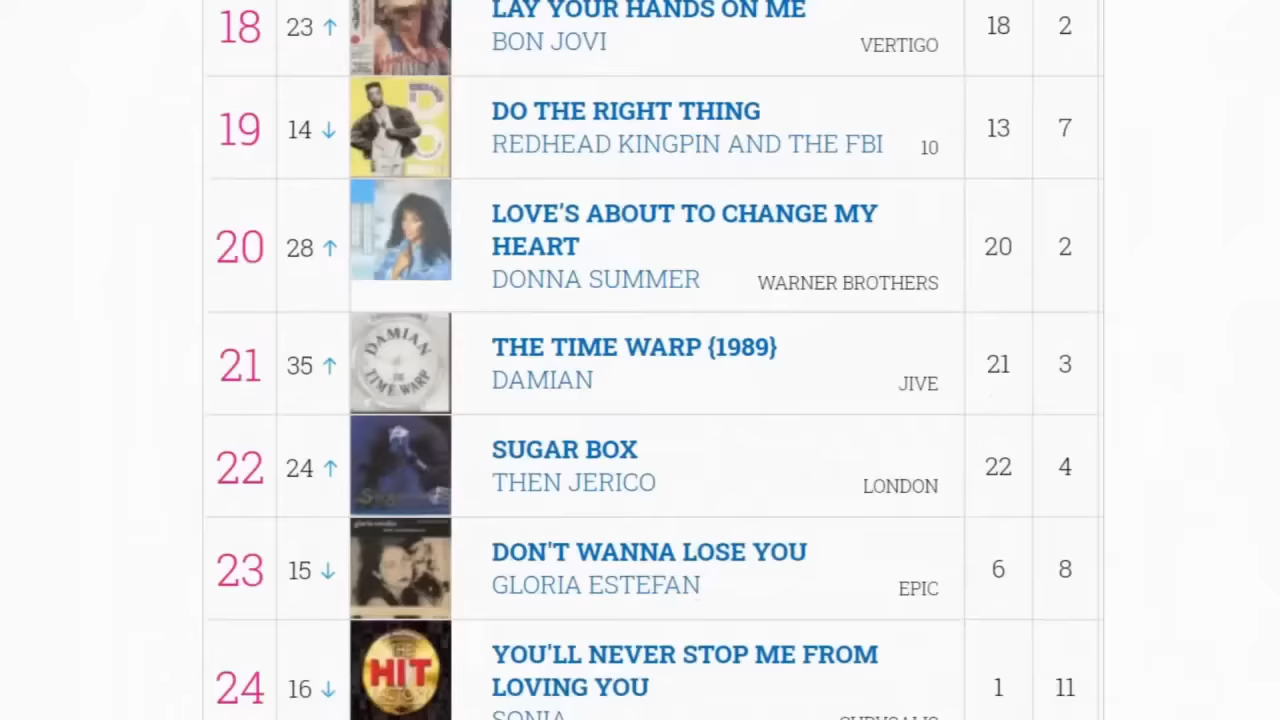 18 23 ↑ LAY YOUR HANDS ON ME 18 2
BON JOVI VERTIGO
19 14 ↓ DO THE RIGHT THING 13 7
REDHEAD KINGPIN AND THE FBI 10
20 28 ↑ LOVE'S ABOUT TO CHANGE MY 20 2
HEART
DONNA SUMMER WARNER BROTHERS
DAMIAN
TIME WARP
21 35 ↑ THE TIME WARP {1989} 21 3
DAMIAN JIVE
22 24 ↑ SUGAR BOX 22 4
THEN JERICO LONDON
23 15 ↓ DON'T WANNA LOSE YOU 6 8
GLORIA ESTEFAN EPIC
HIT
24 16 ↓ YOU'LL NEVER STOP ME FROM 1 11
LOVING YOU
SONIA CHRYSALIS